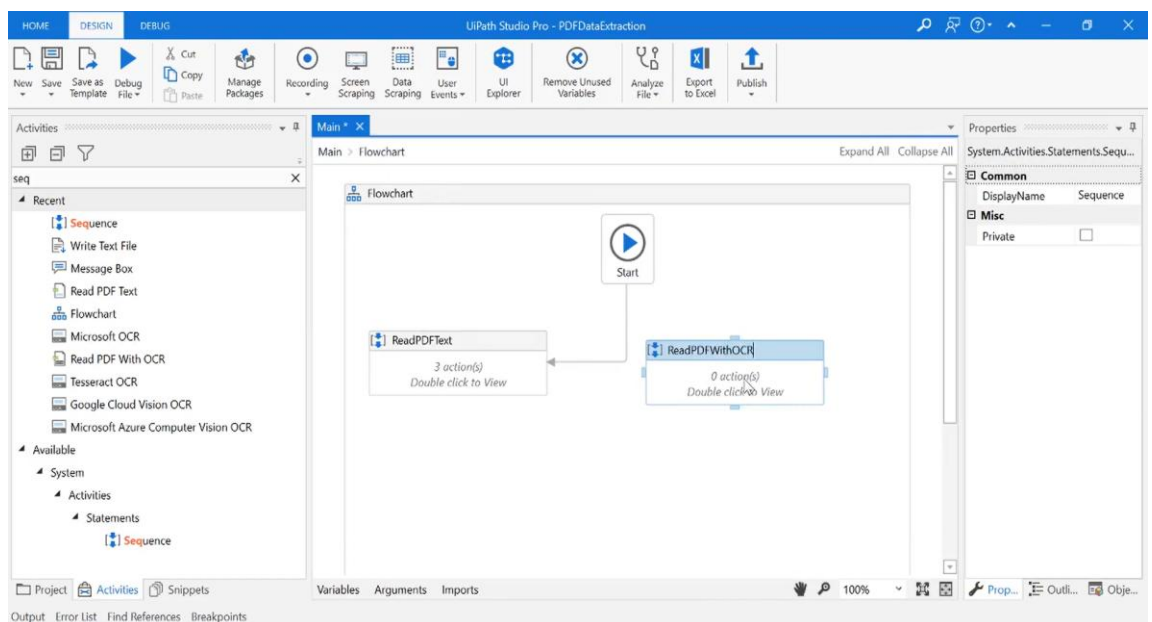 HOME DESIGN DEBUG UiPath Studio Pro - PDFDataExtraction
New Save Save as Template Debug File Cut Copy Paste Manage Packages Recording Screen Scraping Data Scraping User Events UI Explorer Remove Unused Variables Analyze File Export to Excel Publish
Activities
seq
Recent
Sequence
Write Text File
Message Box
Read PDF Text
Flowchart
Microsoft OCR
Read PDF With OCR
Tesseract OCR
Google Cloud Vision OCR
Microsoft Azure Computer Vision OCR
Available
System
Activities
Statements
Sequence
Project Activities Snippets
Main *
Main > Flowchart Expand All Collapse All
Flowchart
Start
ReadPDFText
3 action(s)
Double click to View
ReadPDFWithOCR
0 action(s)
Double click to View
Variables Arguments Imports 100%
Properties
System.Activities.Statements.Sequ...
Common
DisplayName Sequence
Misc
Private
Prop... Outli... Obje...
Output Error List Find References Breakpoints